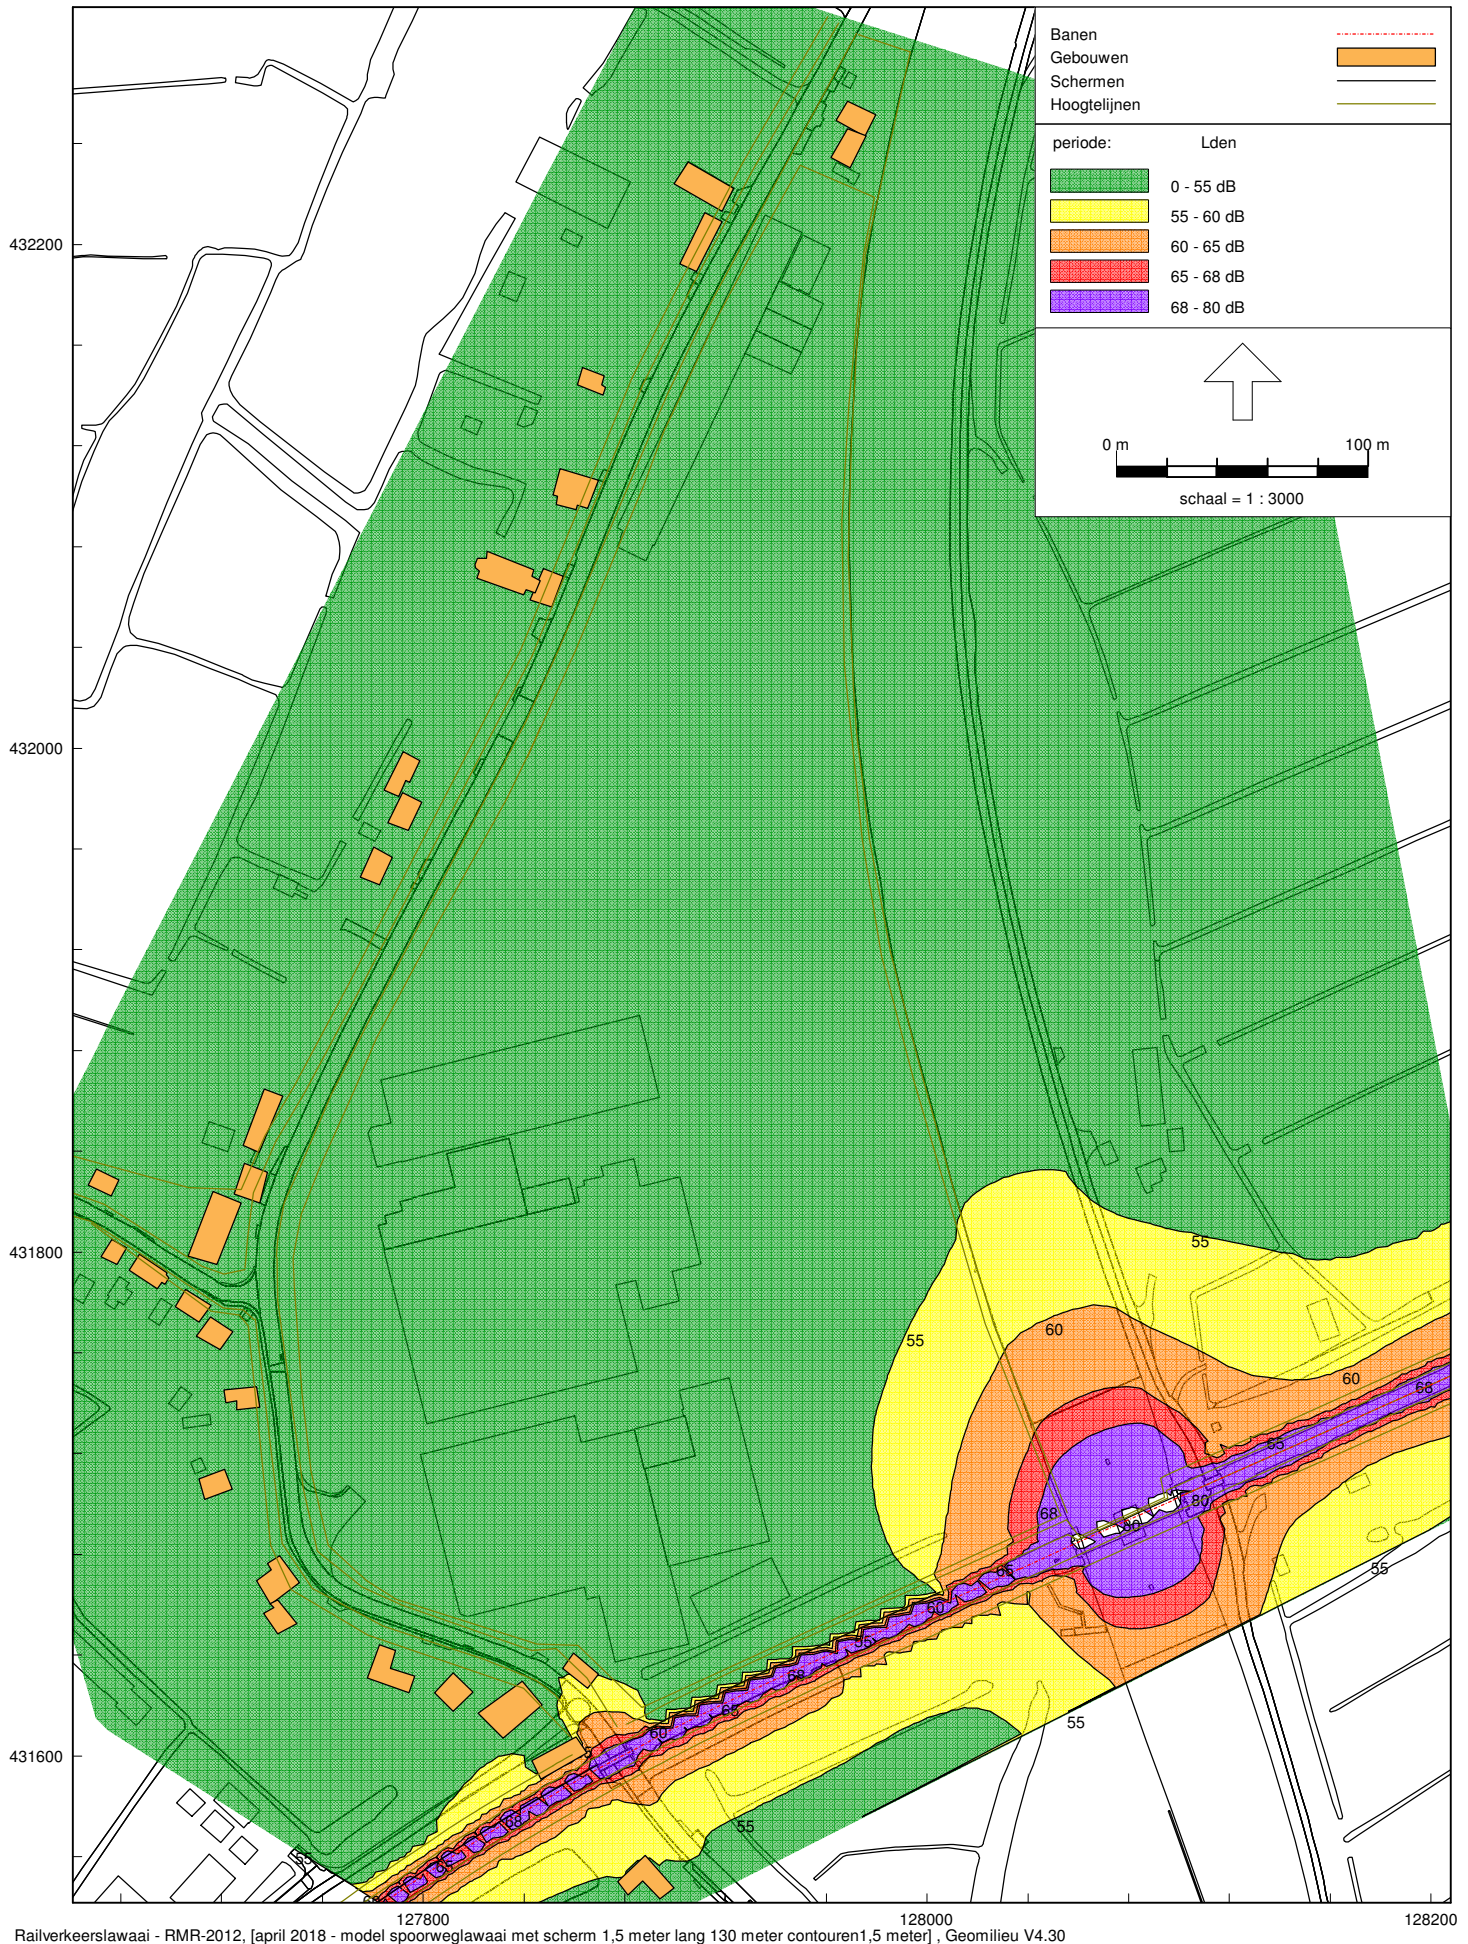 Banen
Gebouwen
Schermen
Hoogtelijnen
periode: Lden
0 - 55 dB
55 - 60 dB
60 - 65 dB
65 - 68 dB
68 - 80 dB
0 m 100 m
schaal = 1 : 3000
432200
432000
431800
431600
55
60
55
60
68
65
68
80
80
65
60
55
55
68
65
60
55
68
55
55
127800
128000
128200
Railverkeerslawaai - RMR-2012, [april 2018 - model spoorweglawaai met scherm 1,5 meter lang 130 meter contouren1,5 meter] , Geomilieu V4.30